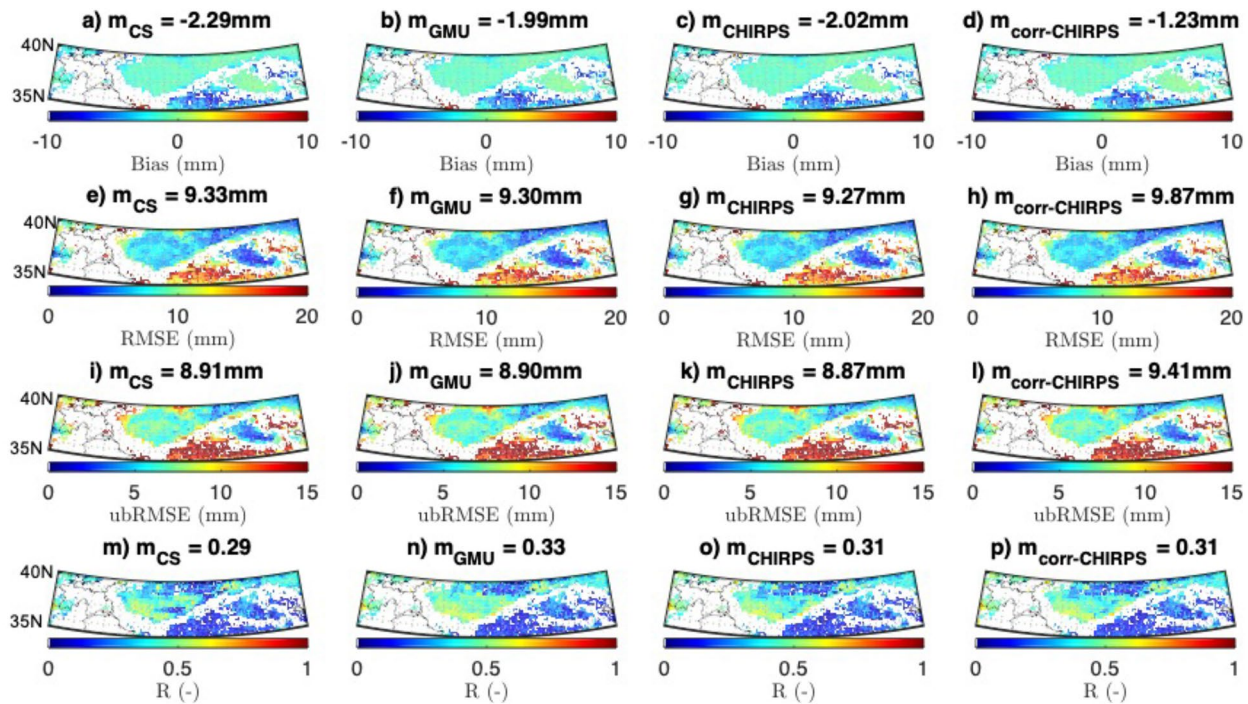 a) m_CS = -2.29mm b) m_GMU = -1.99mm c) m_CHIRPS = -2.02mm d) m_corr-CHIRPS = -1.23mm
40N
35N
-10 0 10 -10 0 10 -10 0 10 -10 0 10
Bias (mm) Bias (mm) Bias (mm) Bias (mm)
e) m_CS = 9.33mm f) m_GMU = 9.30mm g) m_CHIRPS = 9.27mm h) m_corr-CHIRPS = 9.87mm
40N
35N
0 10 20 0 10 20 0 10 20 0 10 20
RMSE (mm) RMSE (mm) RMSE (mm) RMSE (mm)
i) m_CS = 8.91mm j) m_GMU = 8.90mm k) m_CHIRPS = 8.87mm l) m_corr-CHIRPS = 9.41mm
40N
35N
0 5 10 15 0 5 10 15 0 5 10 15 0 5 10 15
ubRMSE (mm) ubRMSE (mm) ubRMSE (mm) ubRMSE (mm)
m) m_CS = 0.29 n) m_GMU = 0.33 o) m_CHIRPS = 0.31 p) m_corr-CHIRPS = 0.31
40N
35N
0 0.5 1 0 0.5 1 0 0.5 1 0 0.5 1
R (-) R (-) R (-) R (-)